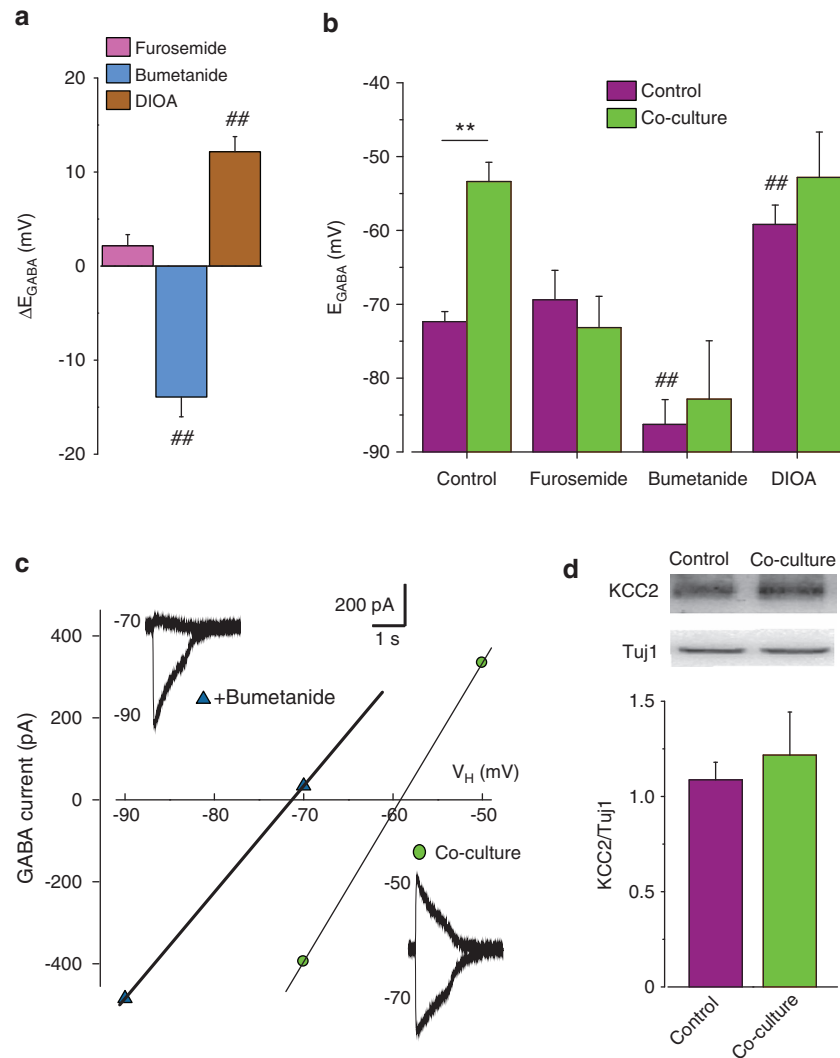 a
Furosemide
Bumetanide
DIOA
20
10
0
-10
-20
ΔE_GABA (mV)
##
##
b
Control
Co-culture
-40
-50
-60
-70
-80
-90
E_GABA (mV)
**
##
##
Control
Furosemide
Bumetanide
DIOA
c
200 pA
1 s
-70
-90
+Bumetanide
400
200
0
-200
-400
GABA current (pA)
V_H (mV)
-90
-80
-70
-60
-50
Co-culture
-50
-70
d
Control
Co-culture
KCC2
Tuj1
1.5
1.0
0.5
0
KCC2/Tuj1
Control
Co-culture